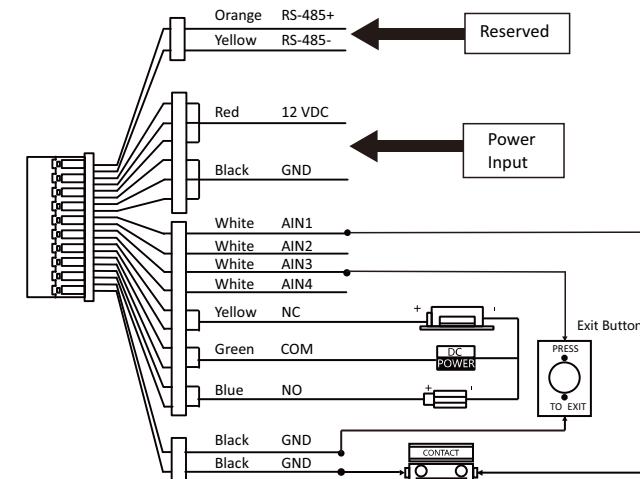 Orange RS-485+
Yellow RS-485-
Reserved
Red 12 VDC
Power
Input
Black GND
White AIN1
White AIN2
White AIN3
White AIN4
Yellow NC
+ -
Exit Button
Green COM
DC
POWER
PRESS
TO EXIT
Blue NO
+ -
Black GND
Black GND
CONTACT